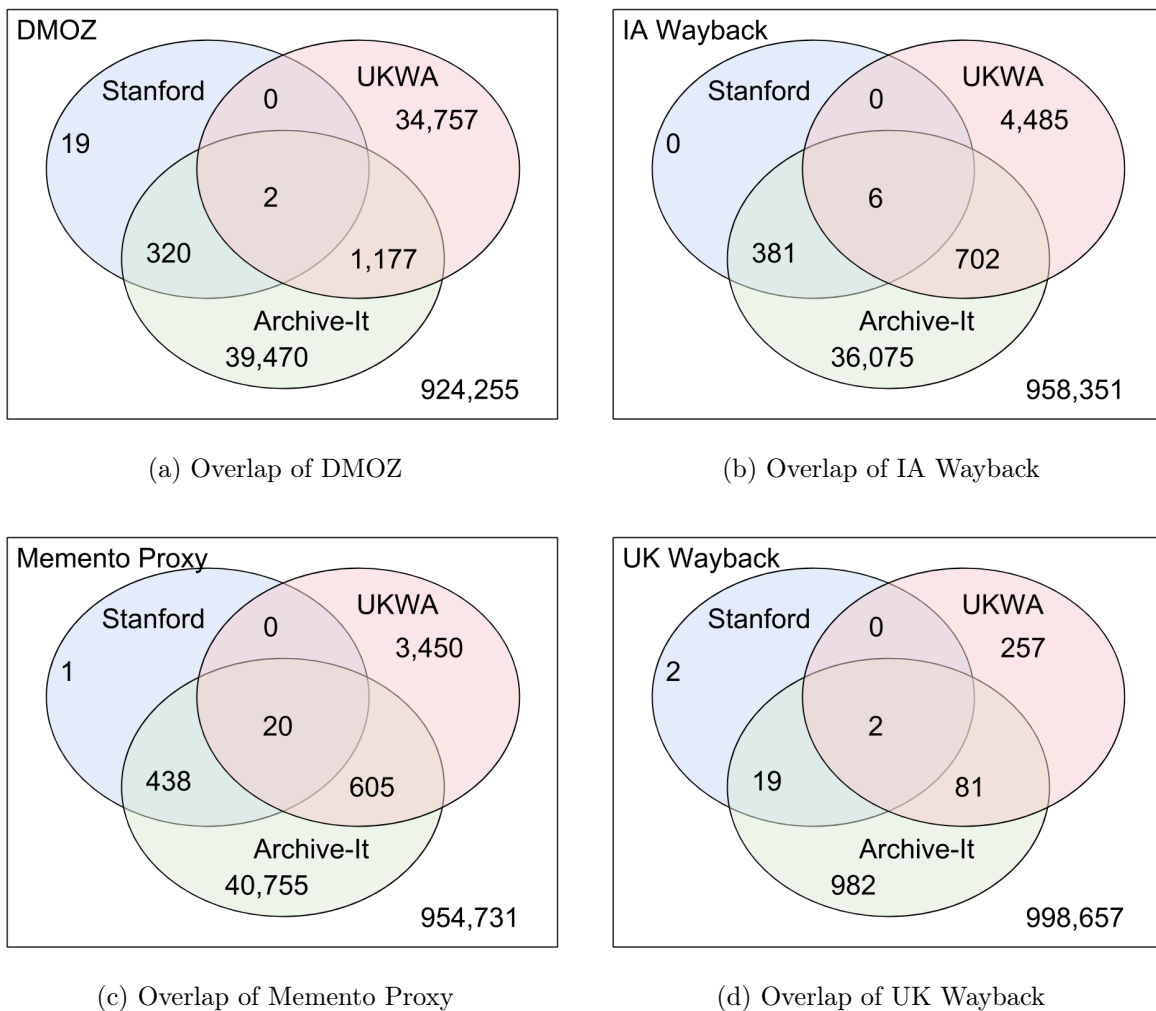 DMOZ
Stanford
UKWA
0
34,757
19
2
320
1,177
Archive-It
39,470
924,255
(a) Overlap of DMOZ
IA Wayback
Stanford
UKWA
0
4,485
0
6
381
702
Archive-It
36,075
958,351
(b) Overlap of IA Wayback
Memento Proxy
Stanford
UKWA
0
3,450
1
20
438
605
Archive-It
40,755
954,731
(c) Overlap of Memento Proxy
UK Wayback
Stanford
UKWA
0
257
2
2
19
81
Archive-It
982
998,657
(d) Overlap of UK Wayback